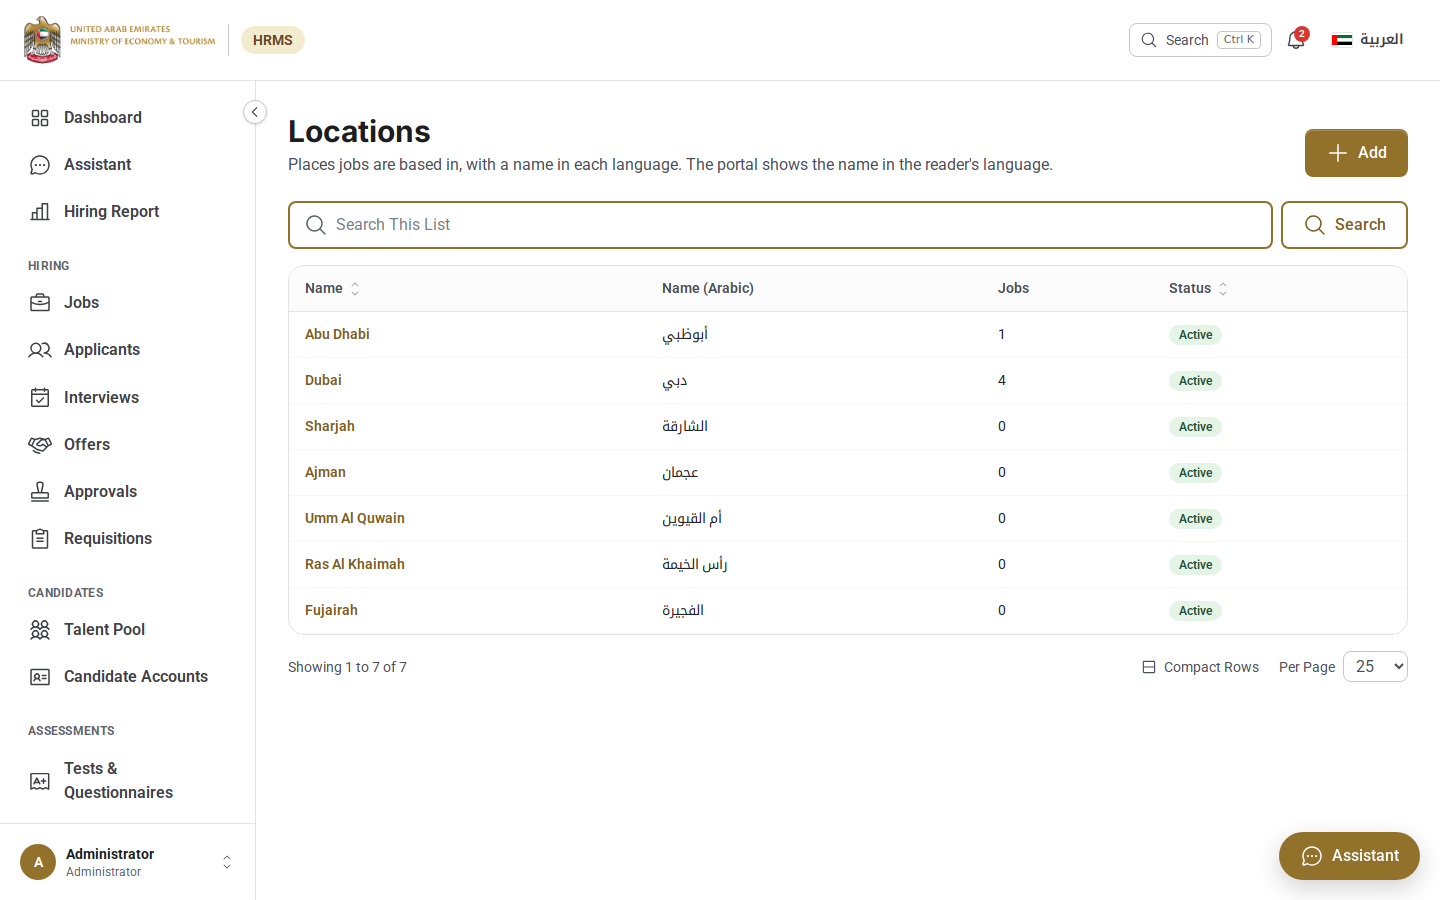 UNITED ARAB EMIRATES
MINISTRY OF ECONOMY & TOURISM
HRMS
Search Ctrl K
2
العربية
Dashboard
Assistant
Hiring Report
HIRING
Jobs
Applicants
Interviews
Offers
Approvals
Requisitions
CANDIDATES
Talent Pool
Candidate Accounts
ASSESSMENTS
Tests &
Questionnaires
A
Administrator
Administrator
Locations
Places jobs are based in, with a name in each language. The portal shows the name in the reader's language.
Add
Search This List
Search
Name Name (Arabic) Jobs Status
Abu Dhabi أبوظبي 1 Active
Dubai دبي 4 Active
Sharjah الشارقة 0 Active
Ajman عجمان 0 Active
Umm Al Quwain أم القيوين 0 Active
Ras Al Khaimah رأس الخيمة 0 Active
Fujairah الفجيرة 0 Active
Showing 1 to 7 of 7
Compact Rows Per Page 25
Assistant